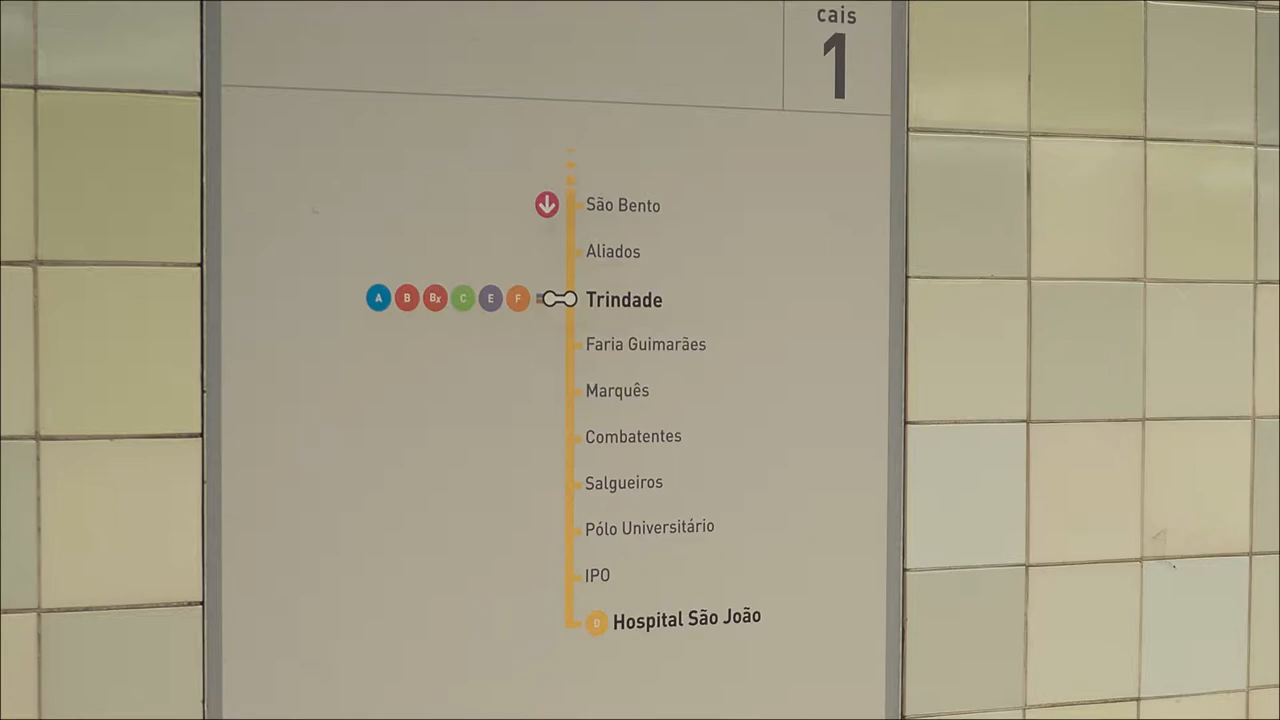 cais
1
São Bento
Aliados
A B Bx C E F Trindade
Faria Guimarães
Marquês
Combatentes
Salgueiros
Pólo Universitário
IPO
D Hospital São João